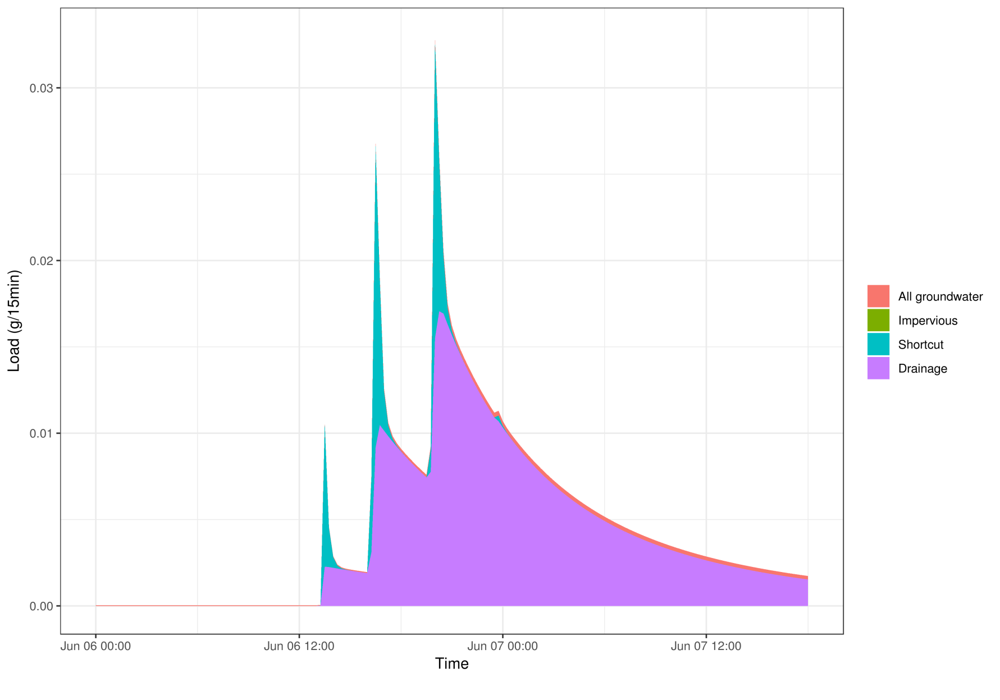 Load (g/15min)
0.03
0.02
0.01
0.00
Jun 06 00:00
Jun 06 12:00
Jun 07 00:00
Jun 07 12:00
Time
All groundwater
Impervious
Shortcut
Drainage